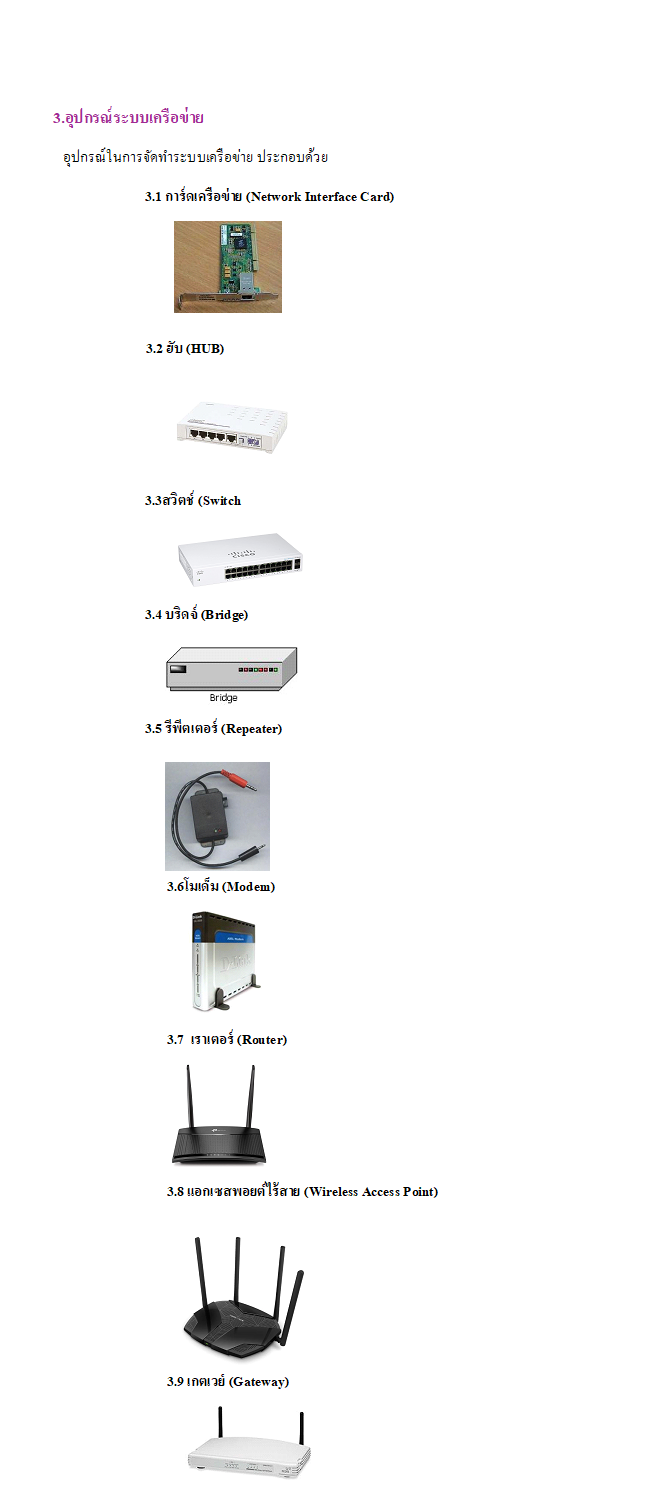 3.อุปกรณ์ระบบเครือข่าย
อุปกรณ์ในการจัดทำระบบเครือข่าย ประกอบด้วย
3.1 การ์ดเครือข่าย (Network Interface Card)
3.2 ฮับ (HUB)
3.3สวิตช์ (Switch
CISCO
3.4 บริดจ์ (Bridge)
Bridge
3.5 รีพีตเตอร์ (Repeater)
3.6โมเด็ม (Modem)
3.7 เราเตอร์ (Router)
3.8 แอกเซสพอยต์ไร้สาย (Wireless Access Point)
3.9 เกตเวย์ (Gateway)